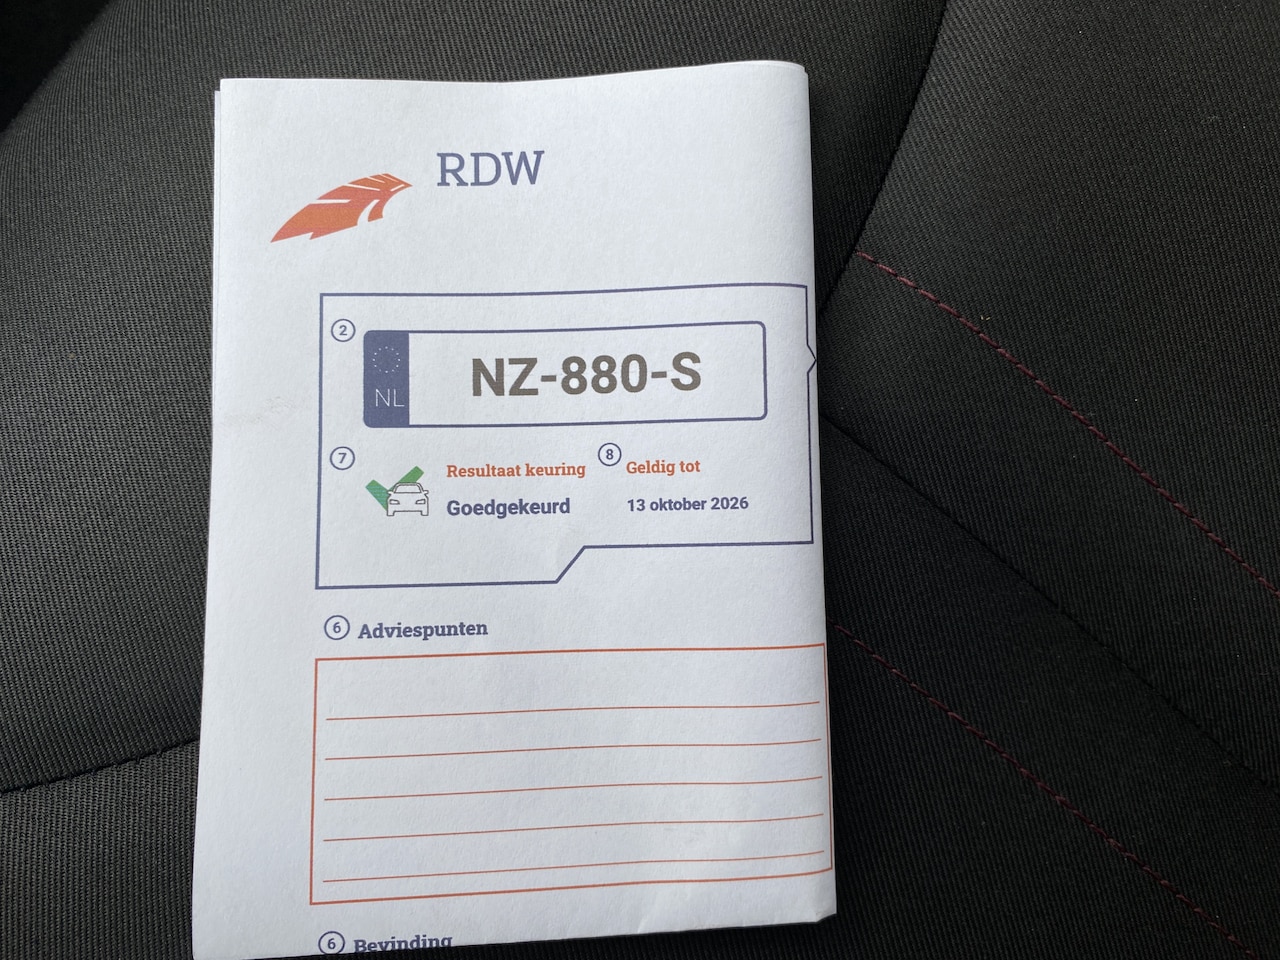 RDW
2
NL
NZ-880-S
7
Resultaat keuring
Goedgekeurd
8
Geldig tot
13 oktober 2026
6 Adviespunten
6 Bevinding